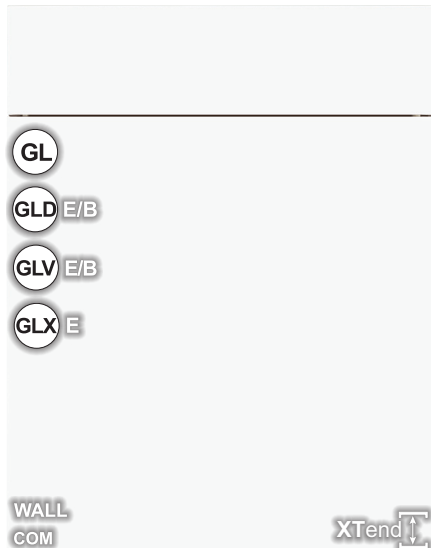 GL
GLD E/B
GLV E/B
GLX E
WALL
COM
XTend